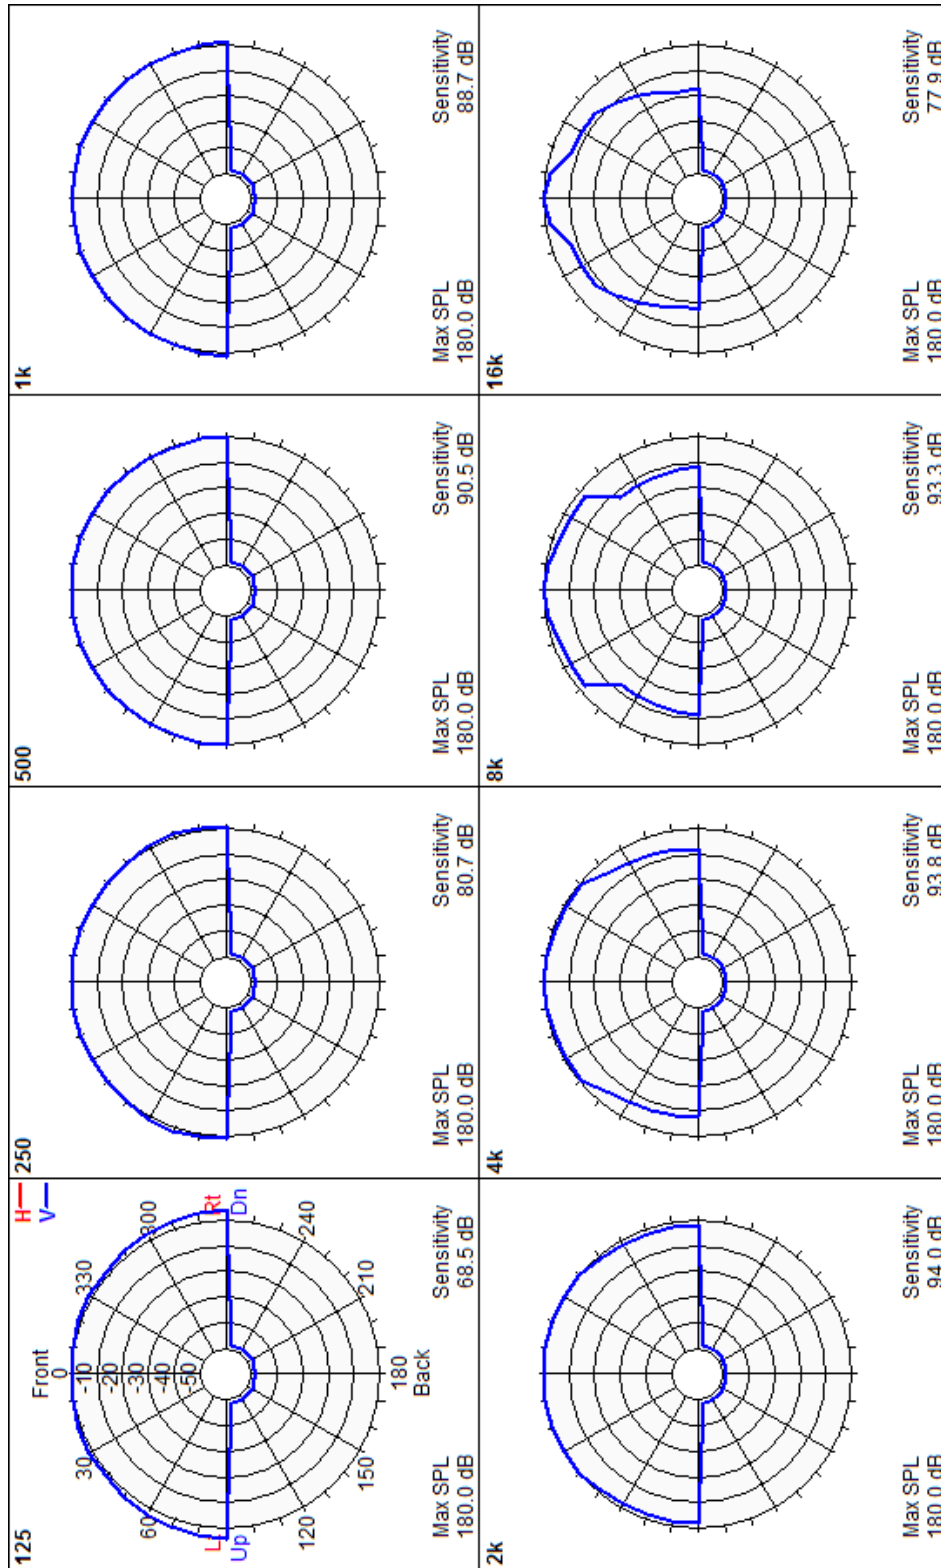 125
H
V
Front
0
30
330
60
300
L
Rt
Up
Dn
-10
-20
-30
-40
-50
120
240
150
210
180
Back
Max SPL
Sensitivity
180.0 dB
68.5 dB
250
Max SPL
Sensitivity
180.0 dB
80.7 dB
500
Max SPL
Sensitivity
180.0 dB
90.5 dB
1k
Max SPL
Sensitivity
180.0 dB
88.7 dB
2k
Max SPL
Sensitivity
180.0 dB
94.0 dB
4k
Max SPL
Sensitivity
180.0 dB
93.8 dB
8k
Max SPL
Sensitivity
180.0 dB
93.3 dB
16k
Max SPL
Sensitivity
180.0 dB
77.9 dB